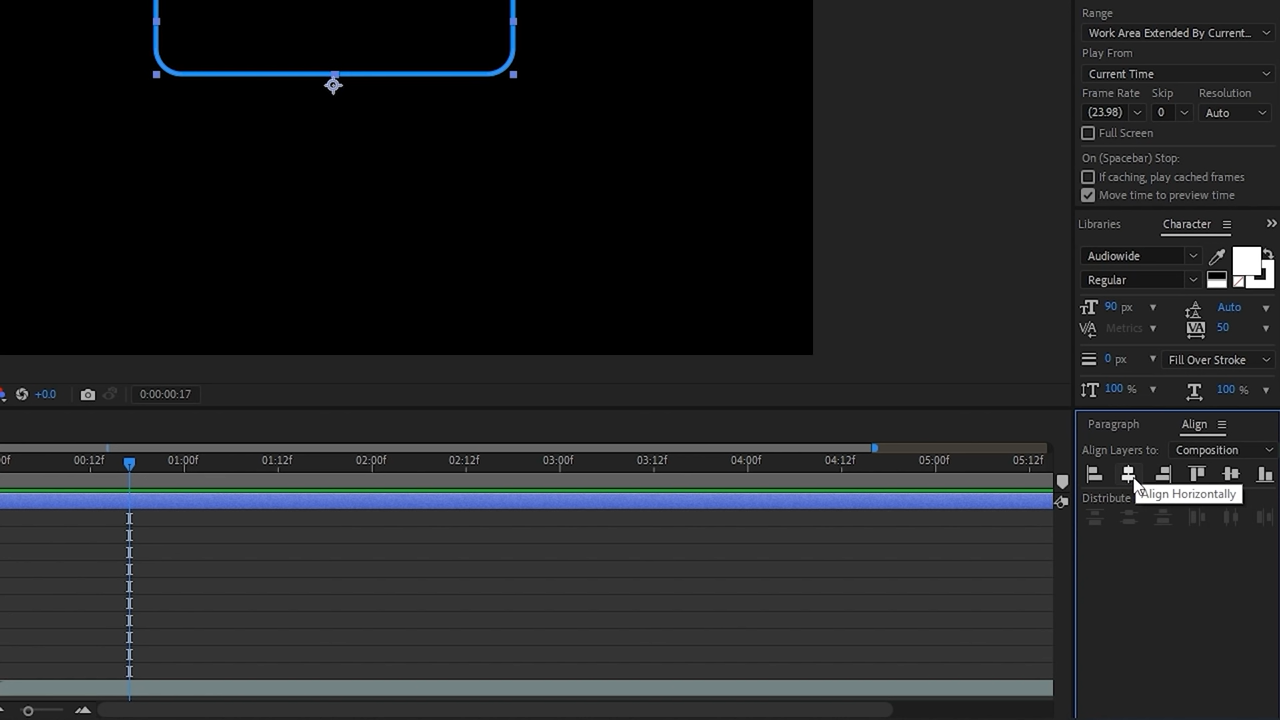 Range
Work Area Extended By Current...
Play From
Current Time
Frame Rate Skip Resolution
(23.98) 0 Auto
Full Screen
On (Spacebar) Stop:
If caching, play cached frames
Move time to preview time
Libraries Character
Audiowide
Regular
90 px Auto
Metrics 50
0 px Fill Over Stroke
100 % 100 %
+0.0 0:00:00:17
Paragraph Align
Align Layers to: Composition
Align Horizontally
Distribute
0f 00:12f 01:00f 01:12f 02:00f 02:12f 03:00f 03:12f 04:00f 04:12f 05:00f 05:12f